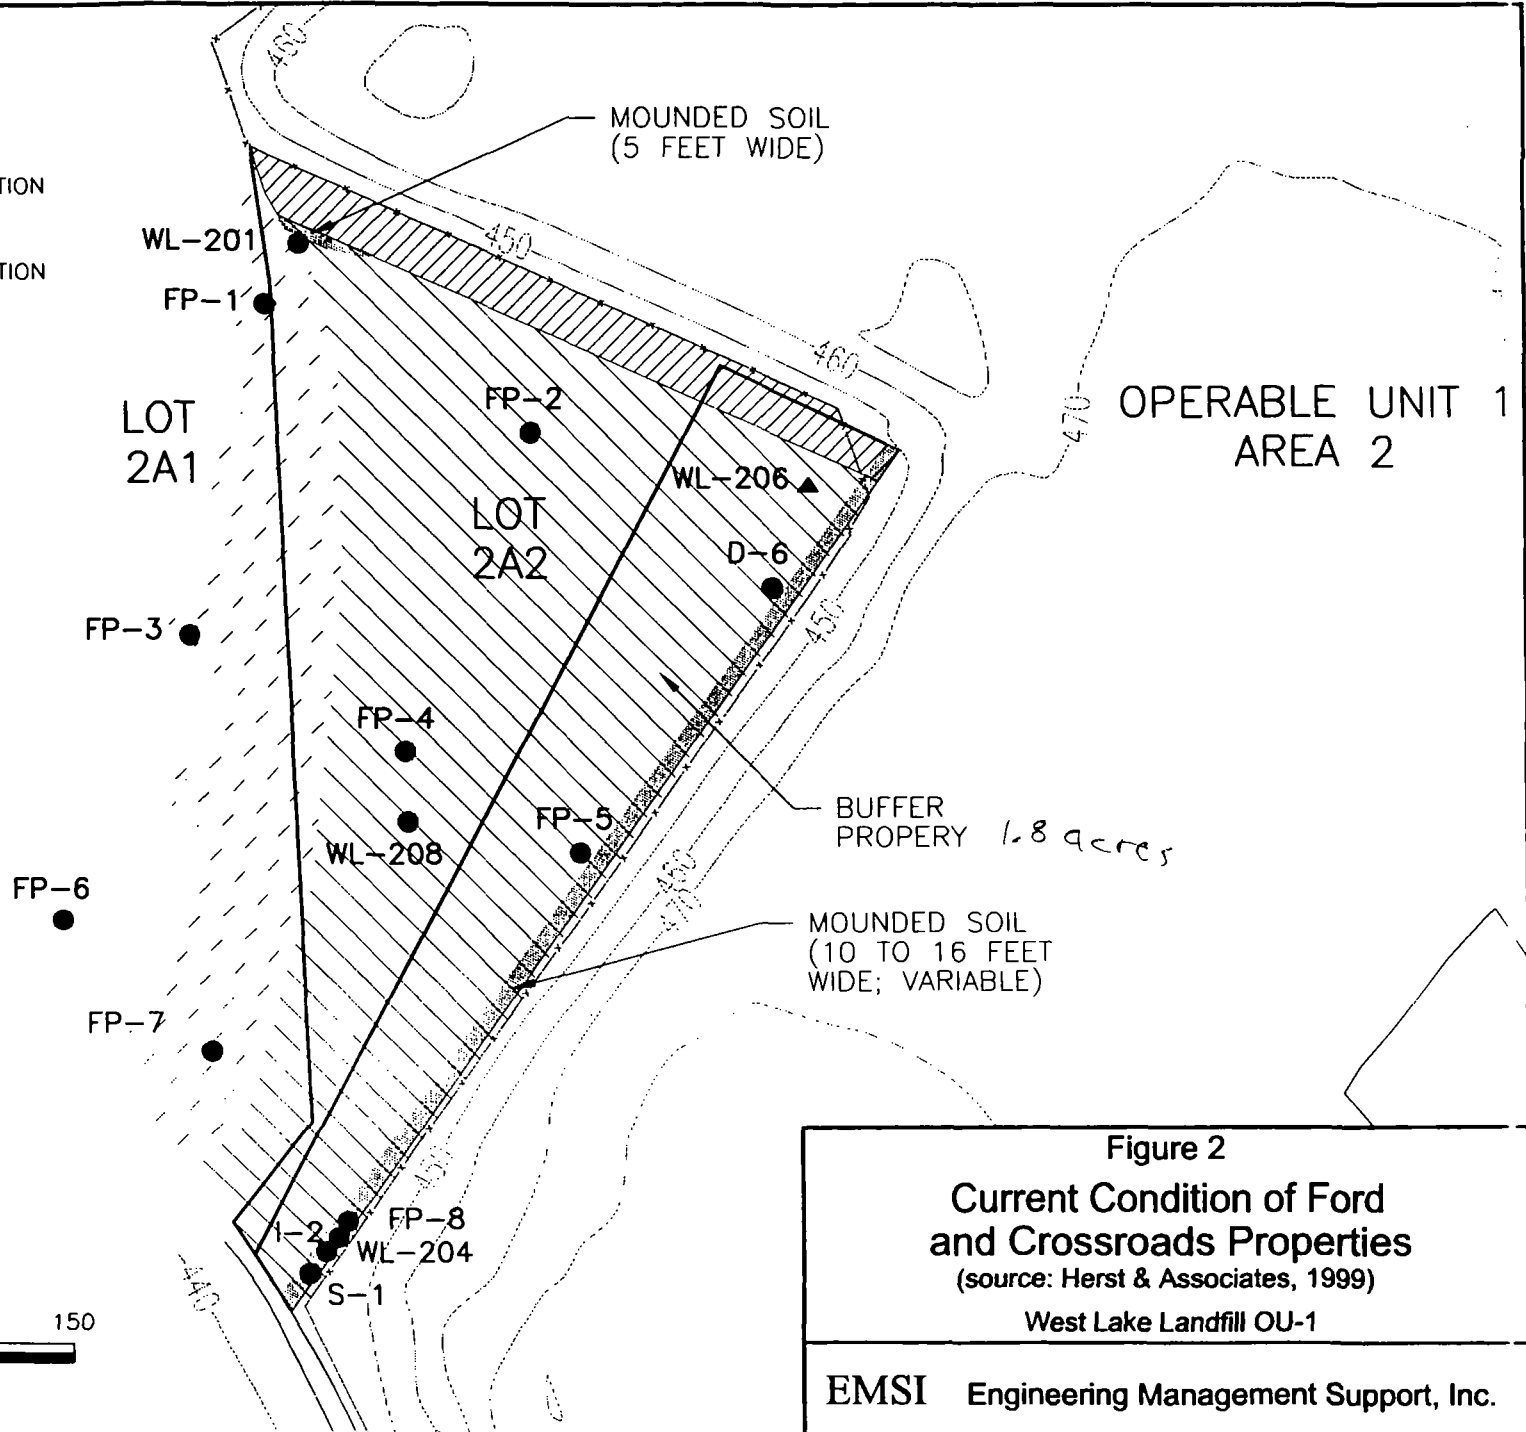 460
MOUNDED SOIL
(5 FEET WIDE)
TION
WL-201
450
TION
FP-1
460
LOT
2A1
FP-2
470
OPERABLE UNIT 1
AREA 2
WL-206
LOT
2A2
D-6
450
FP-3
FP-4
BUFFER
PROPERY 1.8 acres
FP-5
WL-208
460
470
FP-6
MOUNDED SOIL
(10 TO 16 FEET
WIDE; VARIABLE)
FP-7
450
FP-8
I-2
WL-204
S-1
440
150
Figure 2
Current Condition of Ford
and Crossroads Properties
(source: Herst & Associates, 1999)
West Lake Landfill OU-1
EMSI Engineering Management Support, Inc.